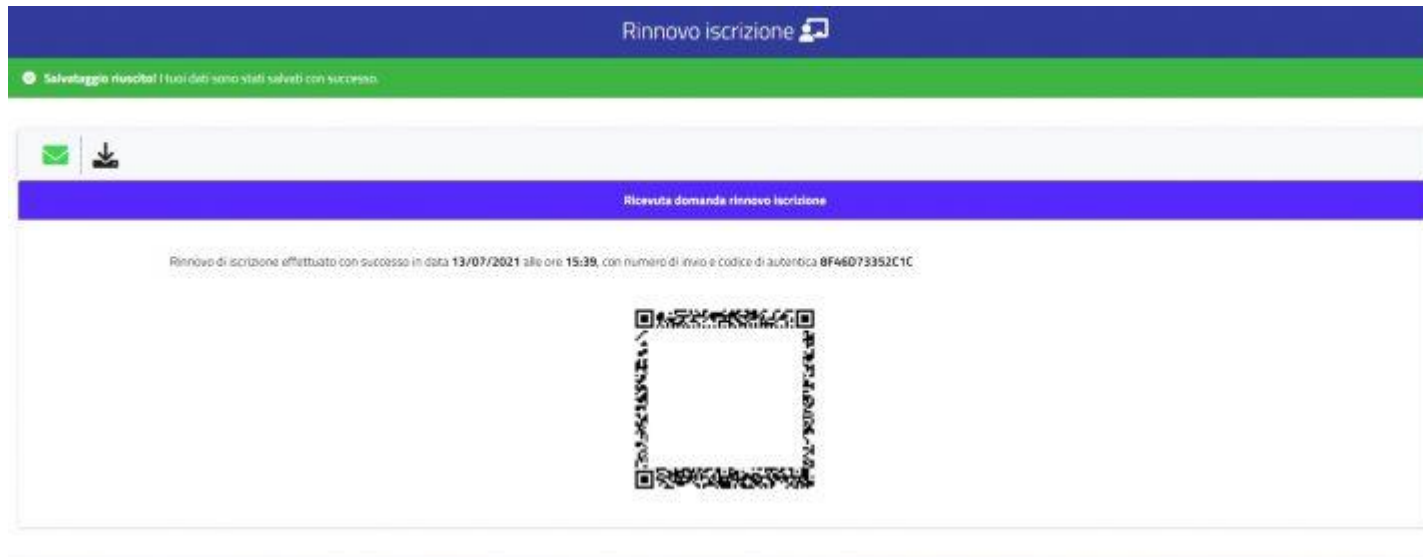 Rinnovo iscrizione
Salvataggio riuscito! I tuoi dati sono stati salvati con successo.
Ricevuta domanda rinnovo iscrizione
Rinnovo di iscrizione effettuato con successo in data 13/07/2021 alle ore 15:39, con numero di invio e codice di autentica 8F46D73352C1C